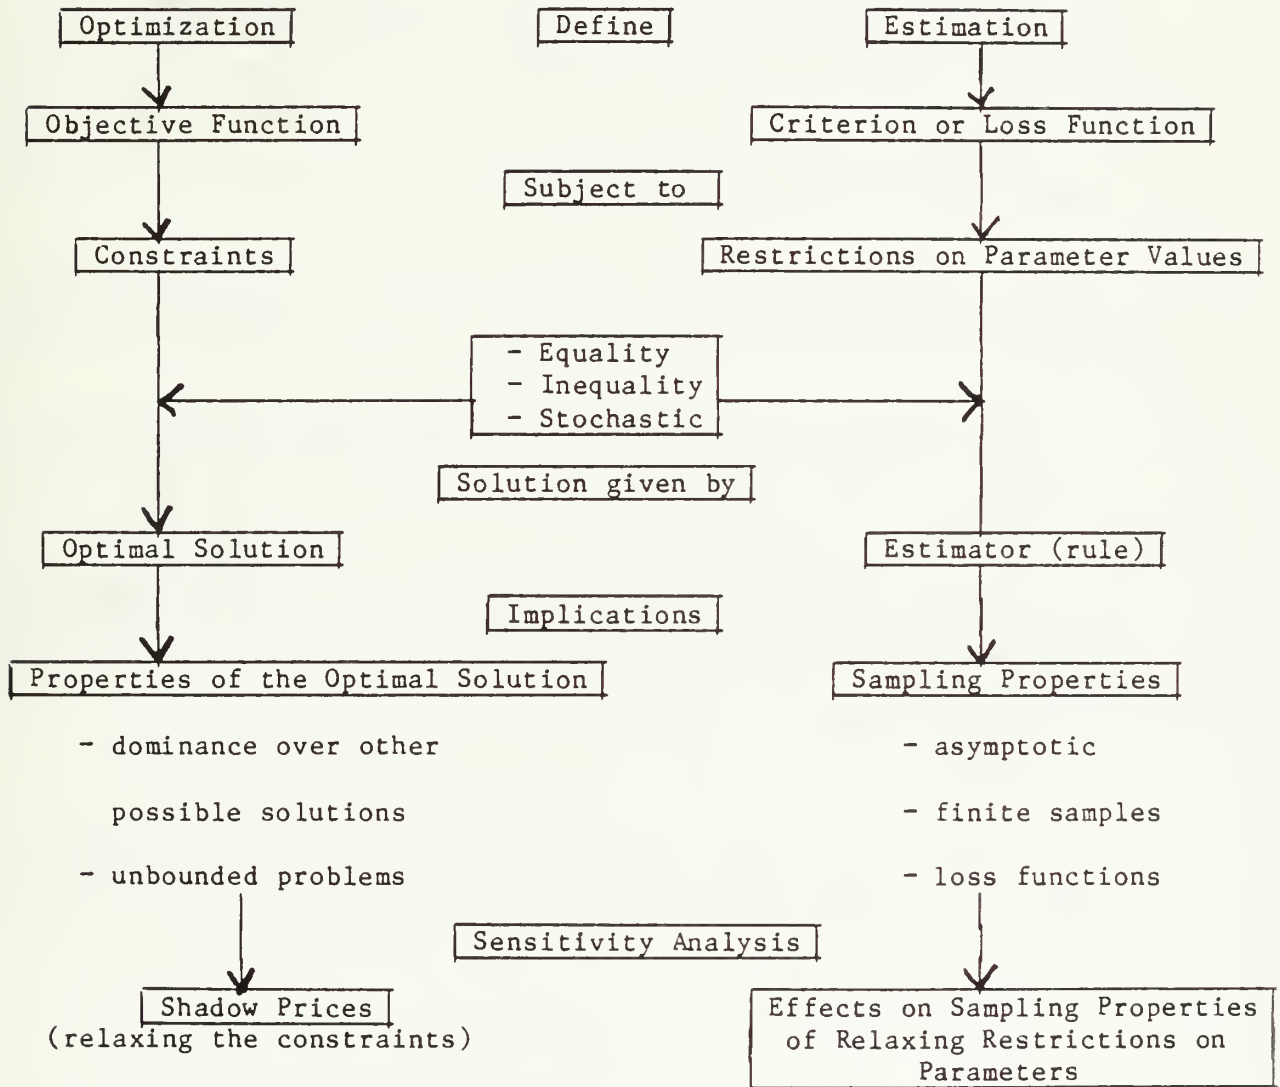 Optimization Define Estimation
Objective Function Criterion or Loss Function
Subject to
Constraints Restrictions on Parameter Values
- Equality
- Inequality
- Stochastic
Solution given by
Optimal Solution Estimator (rule)
Implications
Properties of the Optimal Solution Sampling Properties
- dominance over other - asymptotic
possible solutions - finite samples
- unbounded problems - loss functions
Sensitivity Analysis
Shadow Prices Effects on Sampling Properties
(relaxing the constraints) of Relaxing Restrictions on
Parameters